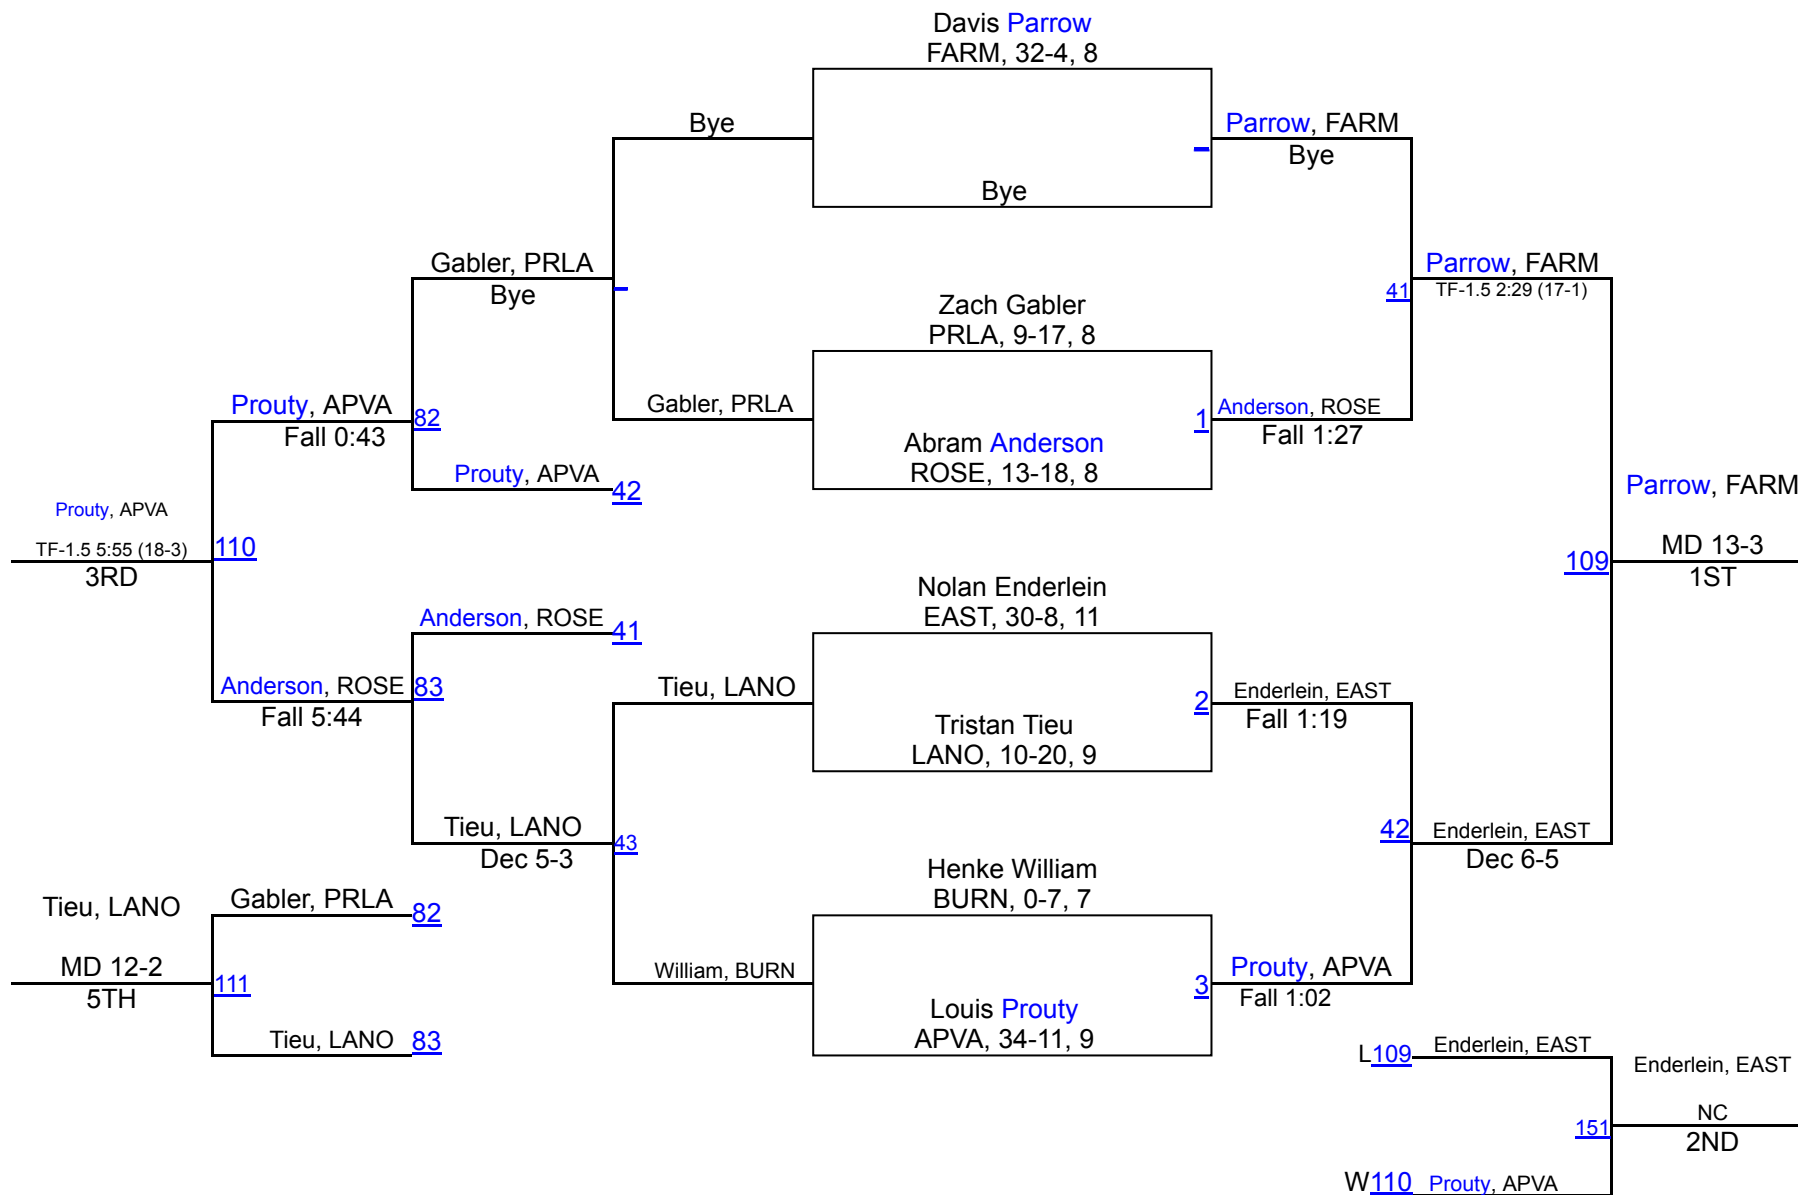 Davis Parrow
FARM, 32-4, 8
Bye
Parrow, FARM
Bye
Bye
Gabler, PRLA
Bye
Parrow, FARM
41
TF-1.5 2:29 (17-1)
Zach Gabler
PRLA, 9-17, 8
Prouty, APVA
82
Fall 0:43
Gabler, PRLA
1
Anderson, ROSE
Fall 1:27
Abram Anderson
ROSE, 13-18, 8
Prouty, APVA
42
Parrow, FARM
Prouty, APVA
TF-1.5 5:55 (18-3)
110
3RD
109
MD 13-3
1ST
Nolan Enderlein
EAST, 30-8, 11
Anderson, ROSE
41
Anderson, ROSE
83
Fall 5:44
Tieu, LANO
2
Enderlein, EAST
Fall 1:19
Tristan Tieu
LANO, 10-20, 9
Tieu, LANO
43
Dec 5-3
42
Enderlein, EAST
Dec 6-5
Henke William
BURN, 0-7, 7
Tieu, LANO
Gabler, PRLA
82
MD 12-2
111
5TH
William, BURN
3
Prouty, APVA
Fall 1:02
Louis Prouty
APVA, 34-11, 9
Tieu, LANO
83
L109
Enderlein, EAST
Enderlein, EAST
151
NC
2ND
W110
Prouty, APVA